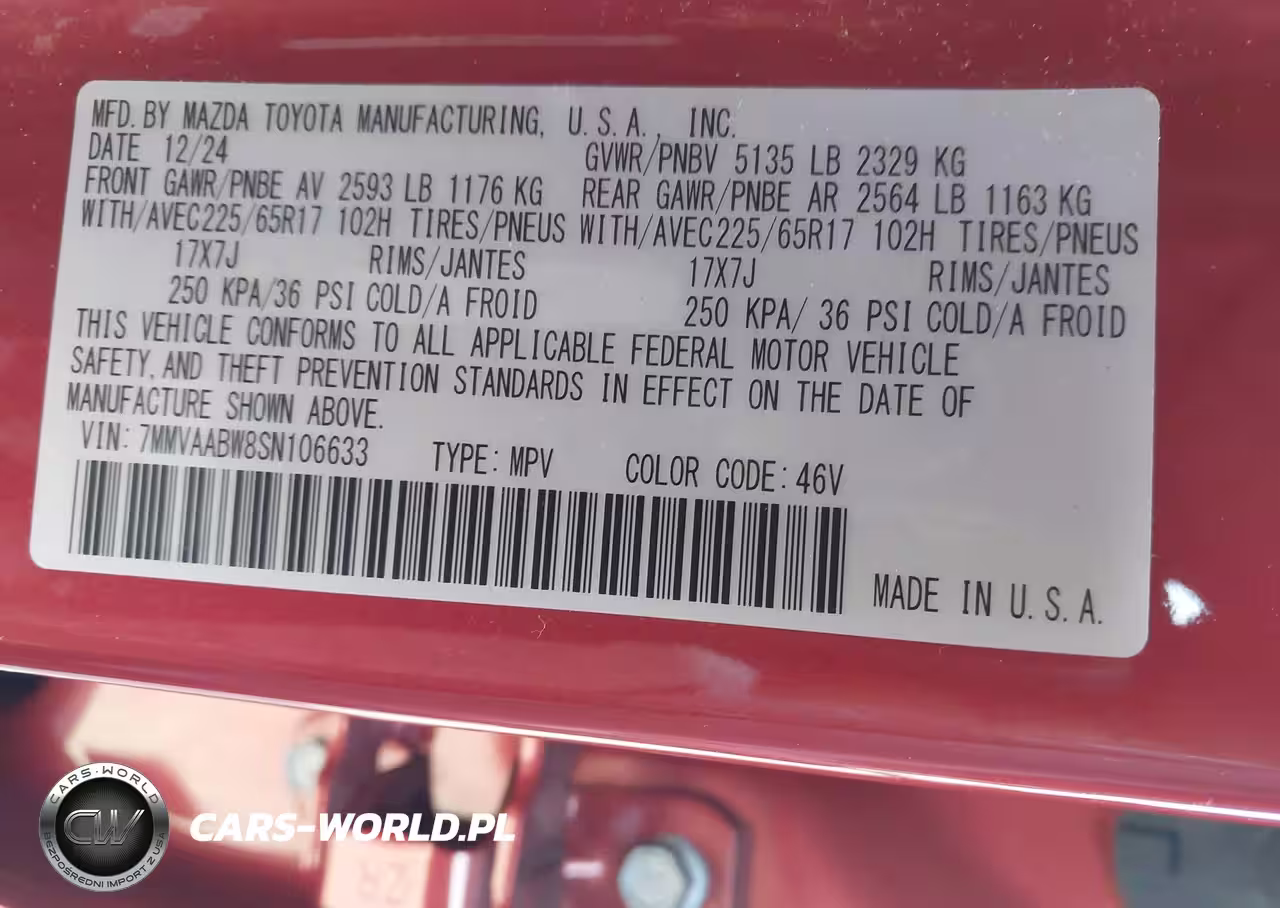 MFD. BY MAZDA TOYOTA MANUFACTURING, U.S.A., INC.
DATE 12/24 GVWR/PNBV 5135 LB 2329 KG
FRONT GAWR/PNBE AV 2593 LB 1176 KG REAR GAWR/PNBE AR 2564 LB 1163 KG
WITH/AVEC225/65R17 102H TIRES/PNEUS WITH/AVEC225/65R17 102H TIRES/PNEUS
17X7J RIMS/JANTES 17X7J RIMS/JANTES
250 KPA/36 PSI COLD/A FROID 250 KPA/ 36 PSI COLD/A FROID
THIS VEHICLE CONFORMS TO ALL APPLICABLE FEDERAL MOTOR VEHICLE
SAFETY, AND THEFT PREVENTION STANDARDS IN EFFECT ON THE DATE OF
MANUFACTURE SHOWN ABOVE.
VIN: 7MMVAABW8SN106633 TYPE: MPV COLOR CODE: 46V
MADE IN U.S.A.
CARS-WORLD
CW
BEZPOŚREDNI IMPORT Z USA
CARS-WORLD.PL